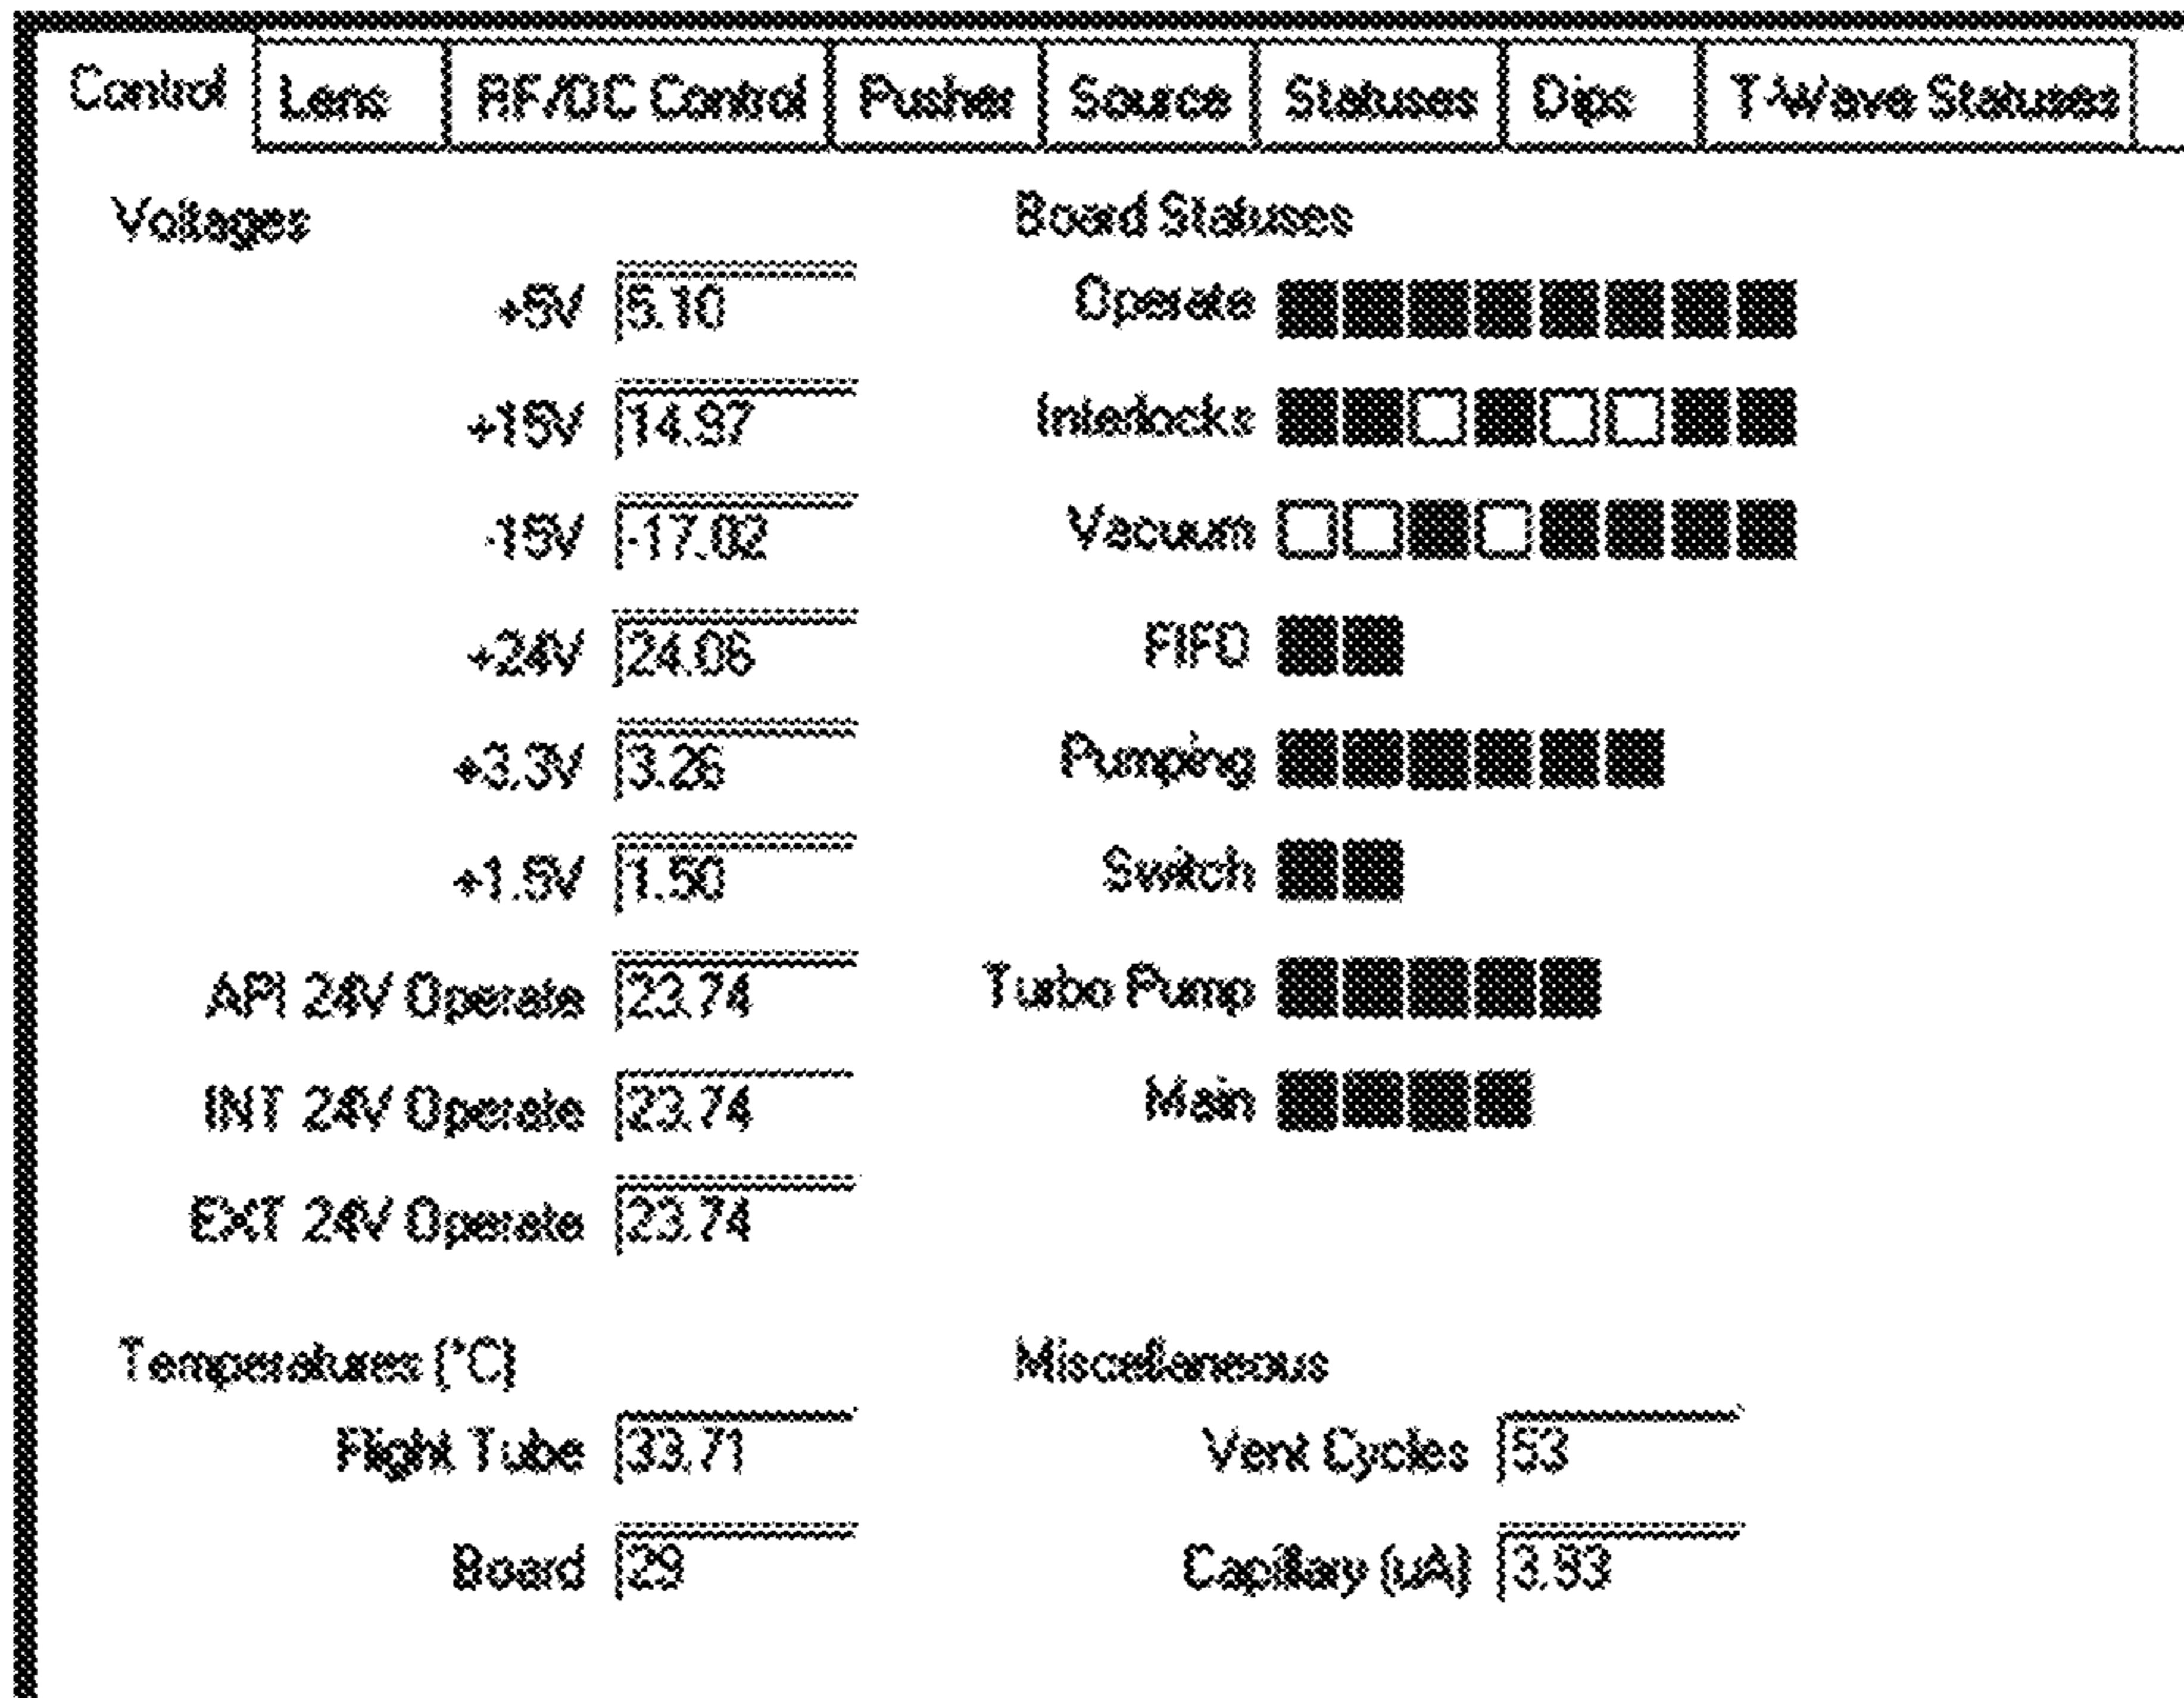 Control Lens RF/DC Control Pusher Source Statuses Dips T-Wave Statuses
Voltages Board Statuses
+5V 5.10 Operate
+15V 14.97 Interlocks
-15V -17.02 Vacuum
+24V 24.06 FIFO
+3.3V 3.26 Pumping
+1.5V 1.50 Switch
API 24V Operate 23.74 Turbo Pump
INT 24V Operate 23.74 Main
EXT 24V Operate 23.74
Temperatures (°C) Miscellaneous
Flight Tube 33.71 Vent Cycles 53
Board 29 Capillary (uA) 3.93